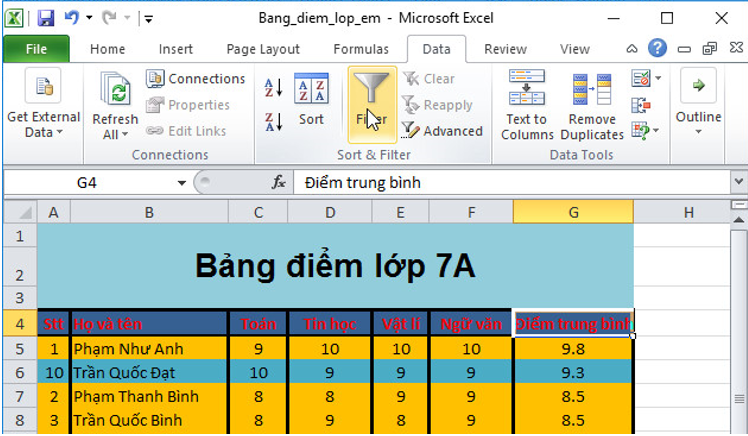 Bang_diem_lop_em - Microsoft Excel
File Home Insert Page Layout Formulas Data Review View
Get External Data
Refresh All
Connections
Properties
Edit Links
Connections
Sort
Filter
Clear
Reapply
Advanced
Sort & Filter
Text to Columns
Remove Duplicates
Data Tools
Outline
G4 fx Điểm trung bình
A B C D E F G H
1
2 Bảng điểm lớp 7A
3
4 Stt Họ và tên Toán Tin học Vật lí Ngữ văn Điểm trung bình
5 1 Phạm Như Anh 9 10 10 10 9.8
6 10 Trần Quốc Đạt 10 9 9 9 9.3
7 2 Phạm Thanh Bình 8 8 9 9 8.5
8 3 Trần Quốc Bình 8 9 8 9 8.5